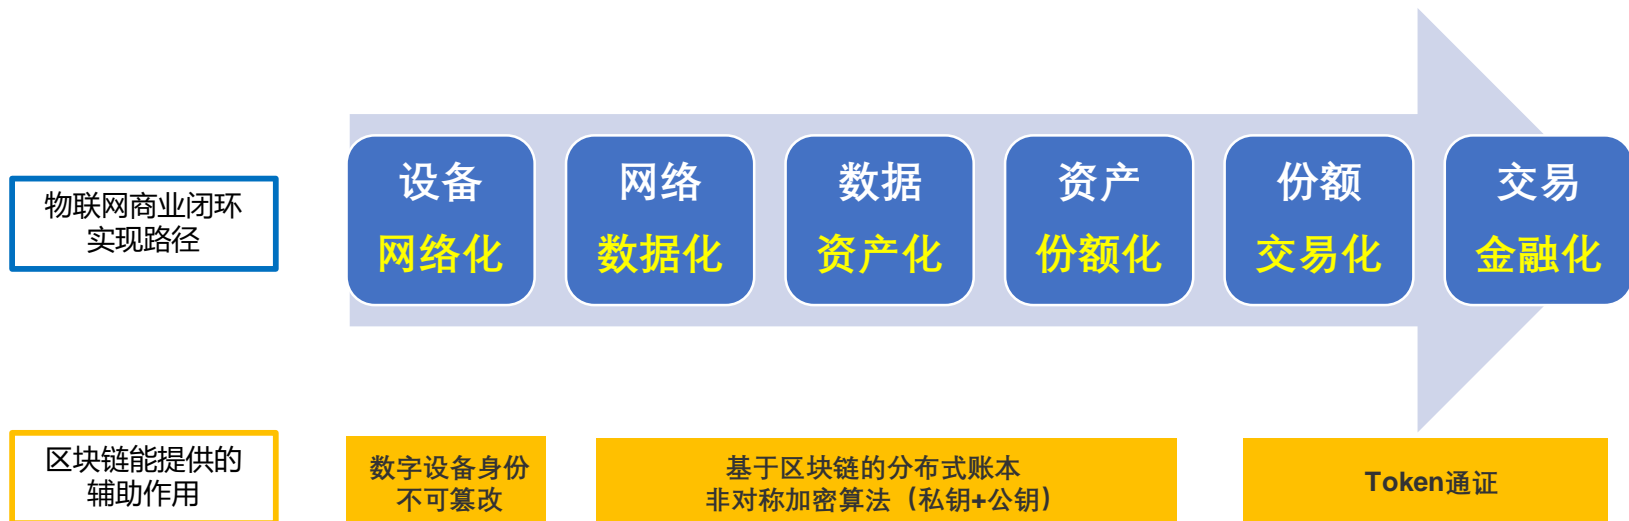 物联网商业闭环
实现路径
设备
网络化
网络
数据化
数据
资产化
资产
份额化
份额
交易化
交易
金融化
区块链能提供的
辅助作用
数字设备身份
不可篡改
基于区块链的分布式账本
非对称加密算法（私钥+公钥）
Token通证